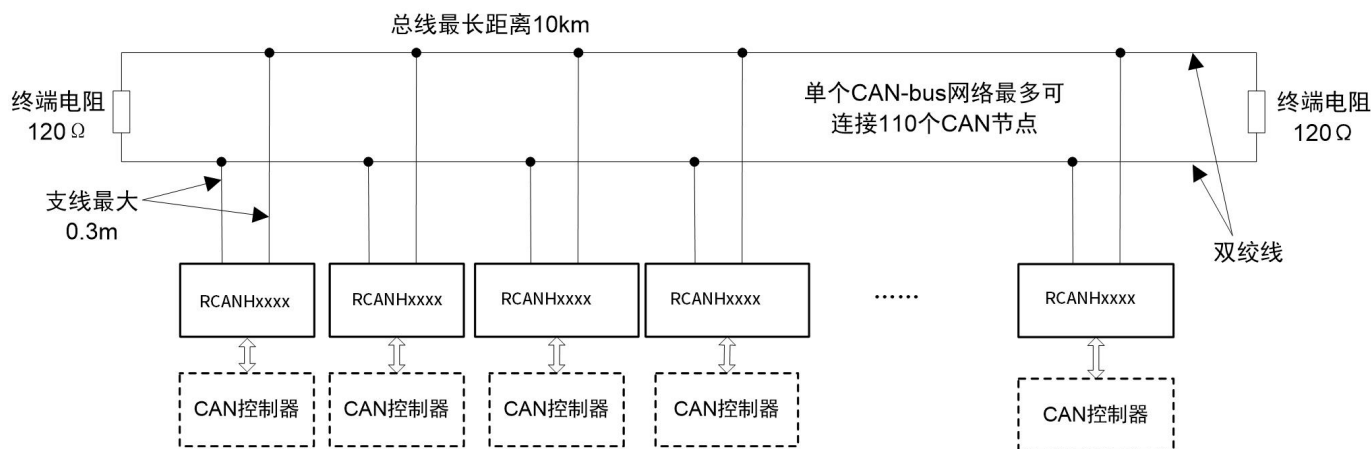 总线最长距离10km
终端电阻
120Ω
单个CAN-bus网络最多可
连接110个CAN节点
终端电阻
120Ω
支线最大
0.3m
双绞线
RCANHxxxx
RCANHxxxx
RCANHxxxx
RCANHxxxx
……
RCANHxxxx
CAN控制器
CAN控制器
CAN控制器
CAN控制器
CAN控制器